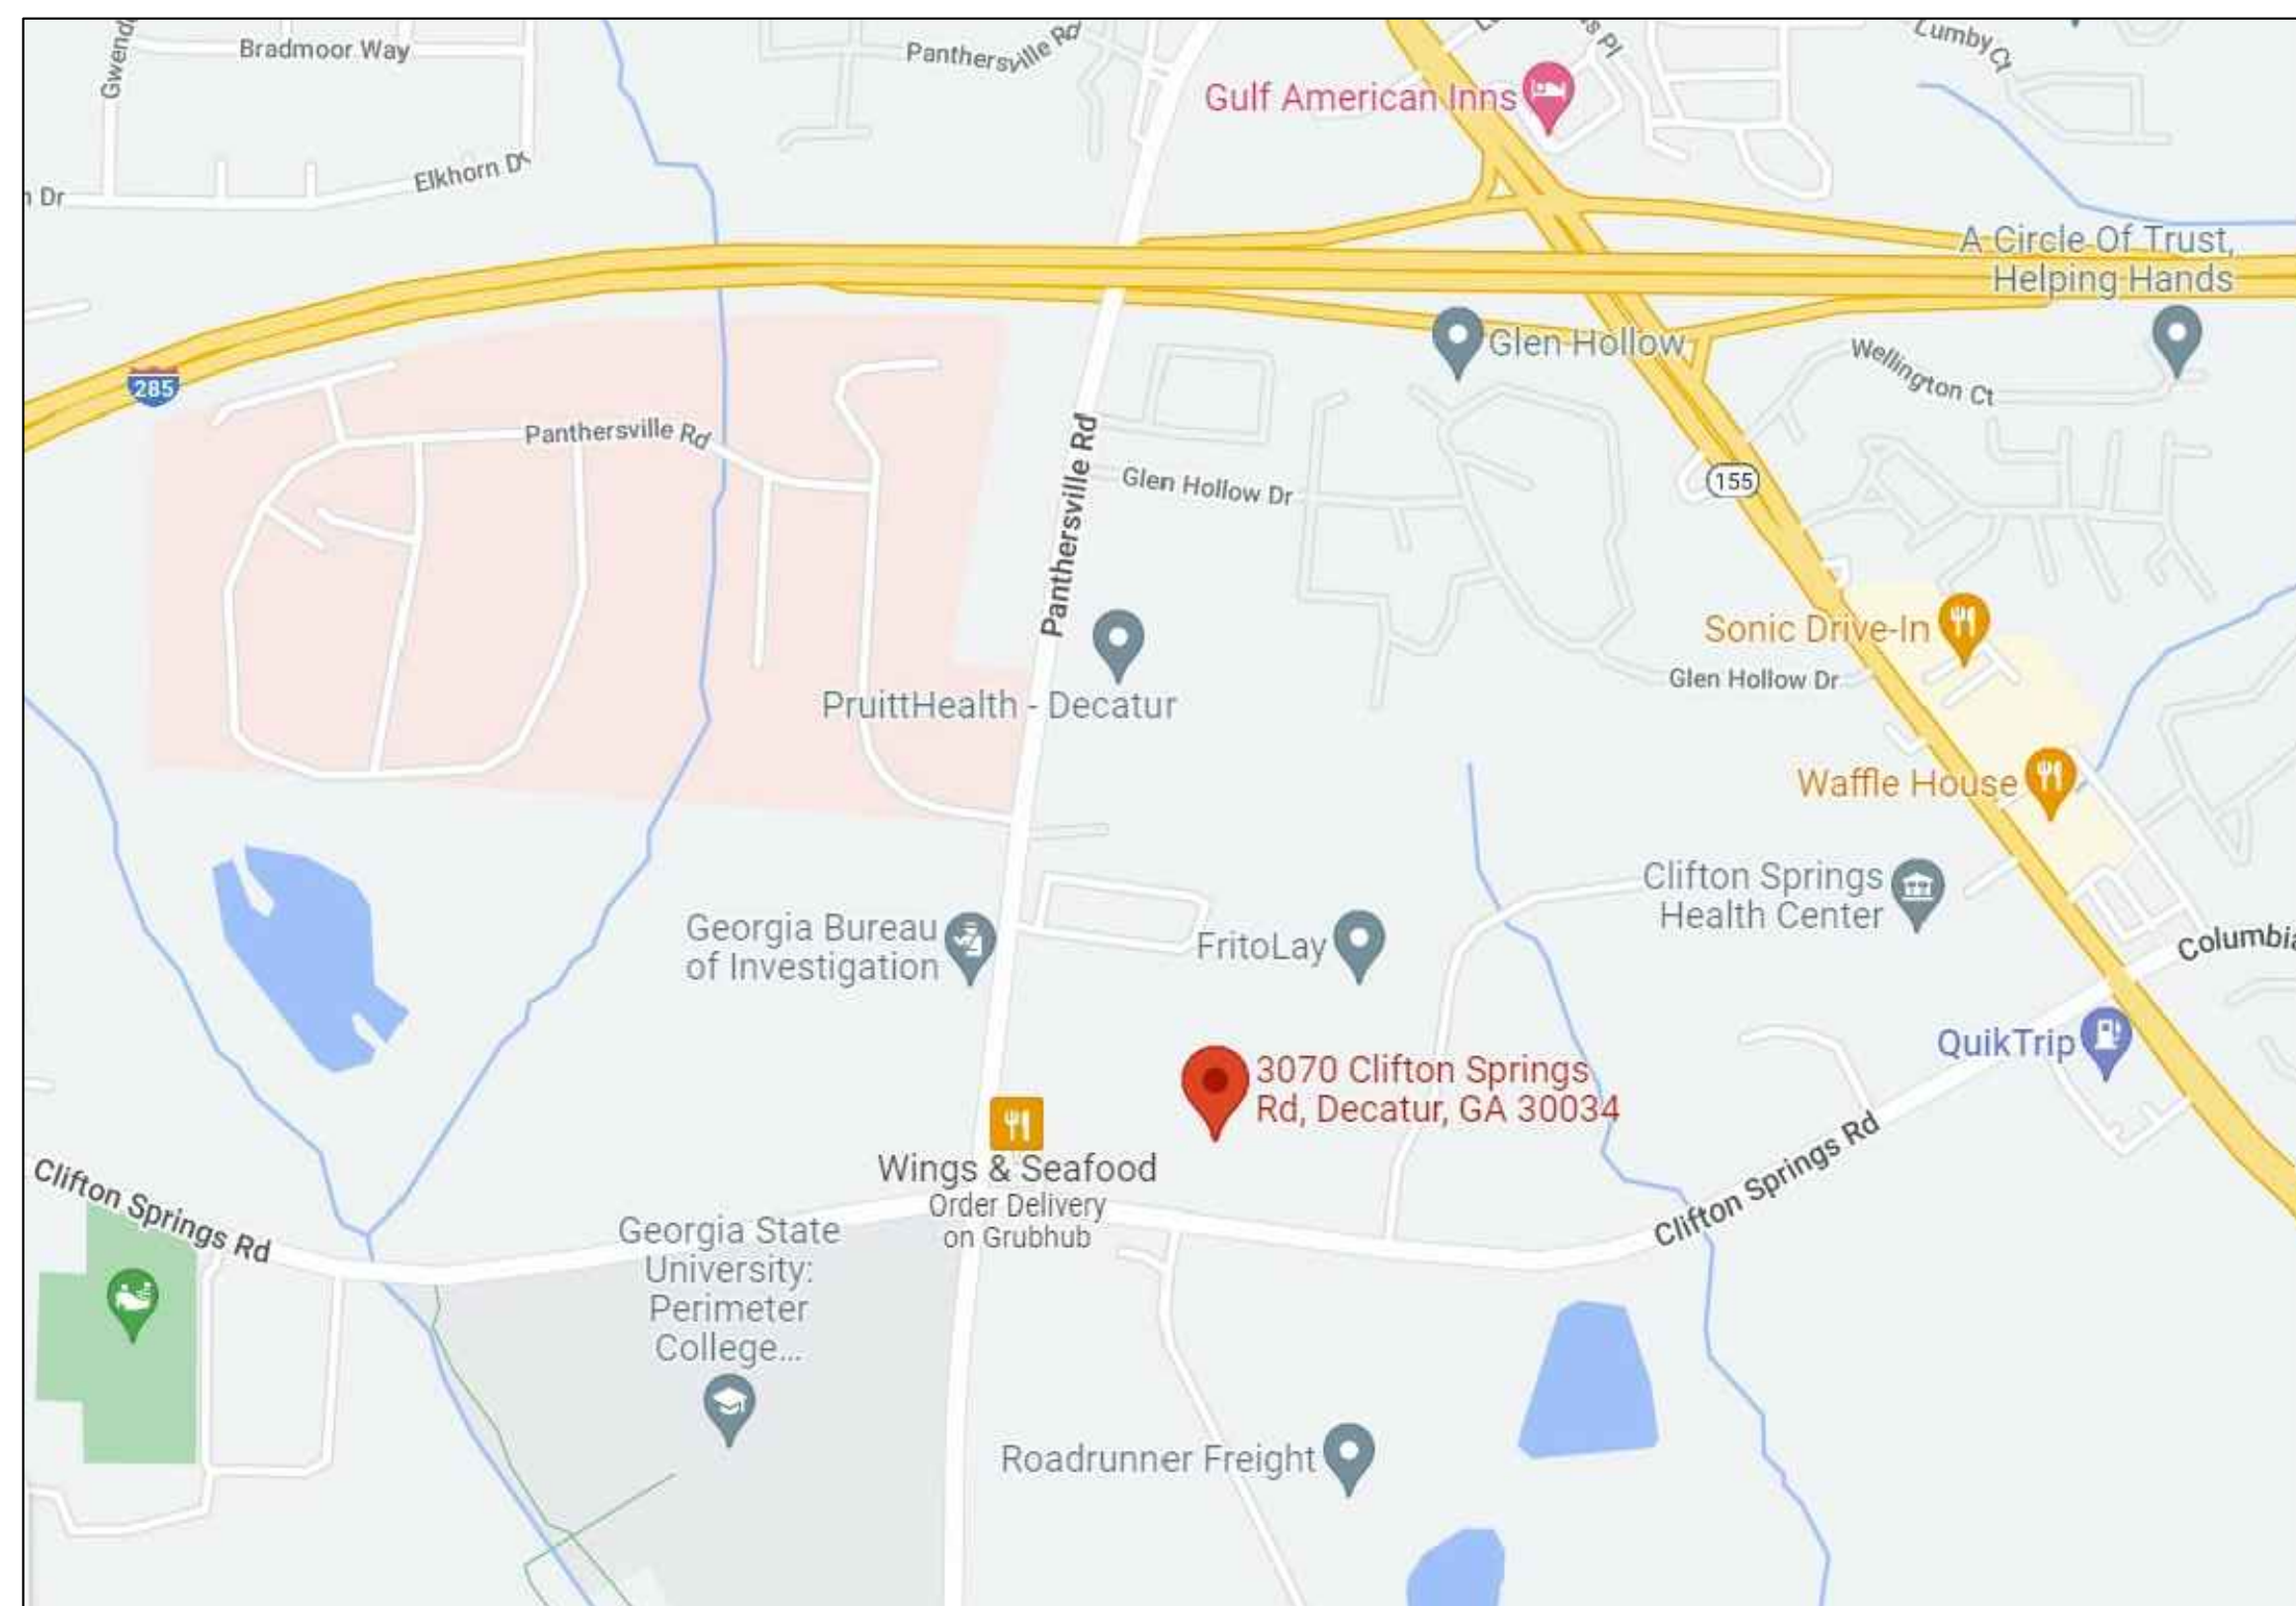 Gwend
Bradmoor Way
Panthersville Rd
s Pl
Lumby Ct
Gulf American Inns
Elkhorn Dr
n Dr
A Circle Of Trust,
Helping Hands
Glen Hollow
285
Wellington Ct
Panthersville Rd
Panthersville Rd
Glen Hollow Dr
155
Sonic Drive-In
Glen Hollow Dr
PruittHealth - Decatur
Waffle House
Clifton Springs
Health Center
Georgia Bureau
of Investigation
FritoLay
Columbia
QuikTrip
3070 Clifton Springs
Rd, Decatur, GA 30034
Wings & Seafood
Order Delivery
on Grubhub
Clifton Springs Rd
Clifton Springs Rd
Georgia State
University:
Perimeter
College...
Roadrunner Freight